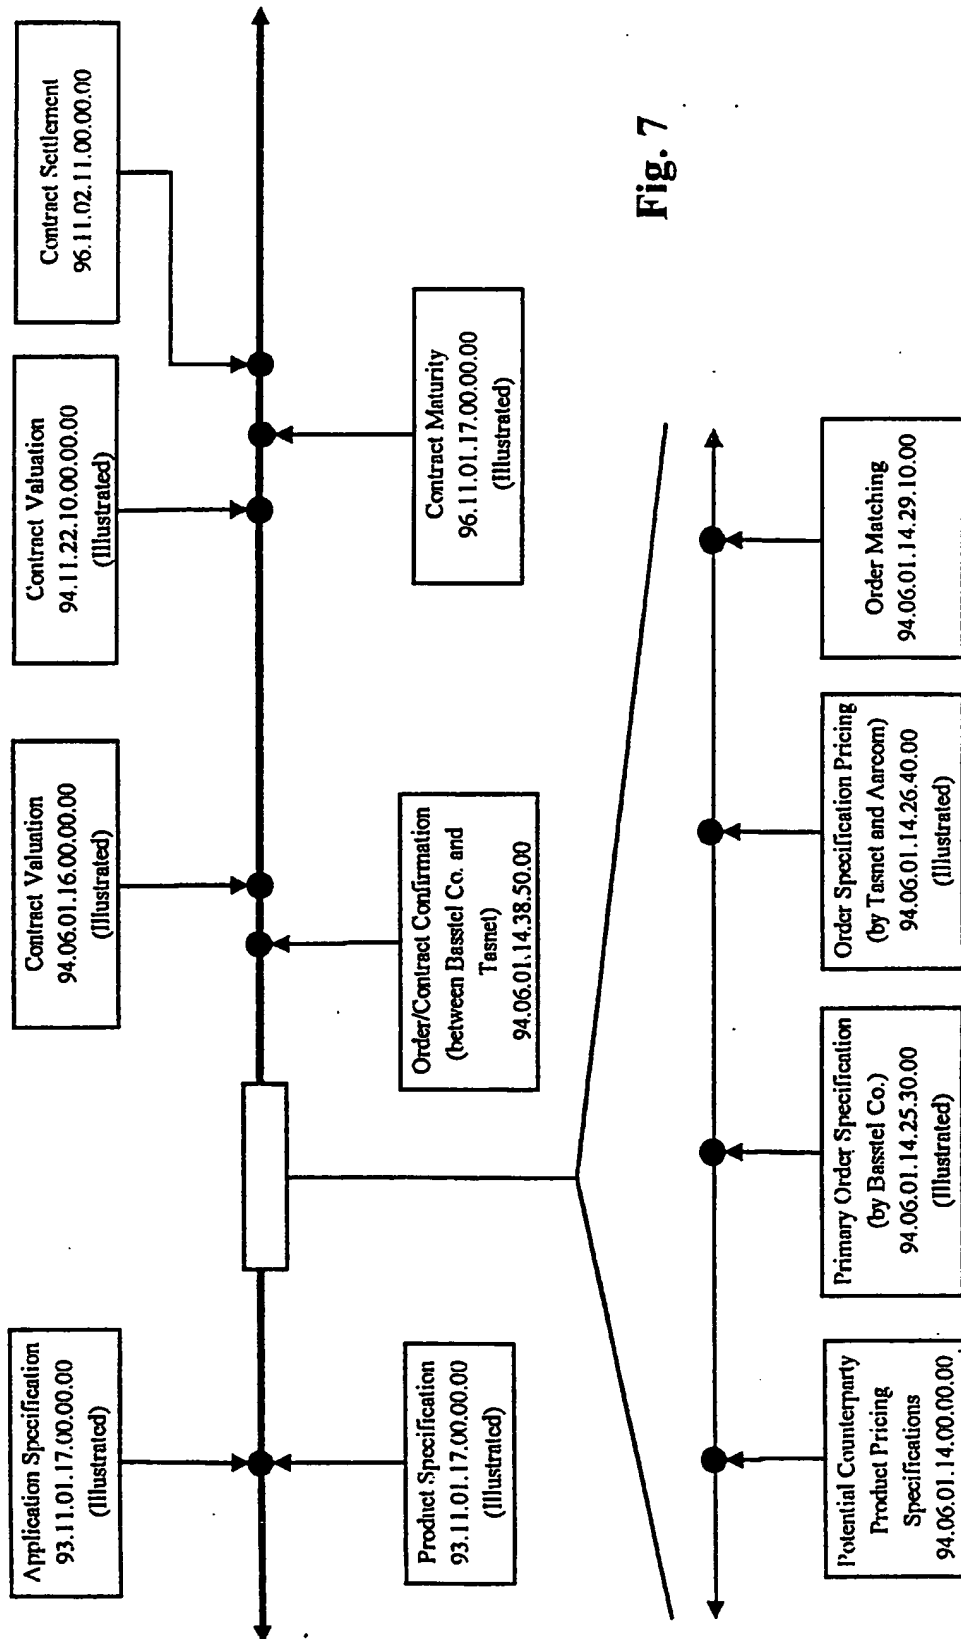 Application Specification
93.11.01.17.00.00.00
(Illustrated)
Contract Valuation
94.06.01.16.00.00.00
(Illustrated)
Contract Valuation
94.11.22.10.00.00.00
(Illustrated)
Contract Settlement
96.11.02.11.00.00.00
Product Specification
93.11.01.17.00.00.00
(Illustrated)
Order/Contract Confirmation
(between Basstel Co. and
Tasnet)
94.06.01.14.38.50.00
Contract Maturity
96.11.01.17.00.00.00
(Illustrated)
Fig. 7
Potential Counterparty
Product Pricing
Specifications
94.06.01.14.00.00.00
Primary Order Specification
(by Basstel Co.)
94.06.01.14.25.30.00
(Illustrated)
Order Specification Pricing
(by Tasnet and Aarcom)
94.06.01.14.26.40.00
(Illustrated)
Order Matching
94.06.01.14.29.10.00